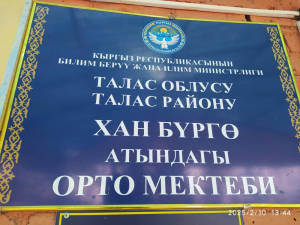 КЫРГЫЗ РЕСПУБЛИКАСЫНЫН
БИЛИМ БЕРҮҮ ЖАНА ИЛИМ МИНИСТРЛИГИ
ТАЛАС ОБЛУСУ
ТАЛАС РАЙОНУ
ХАН БҮРГӨ
АТЫНДАГЫ
ОРТО МЕКТЕБИ
2025/2/10 13:44